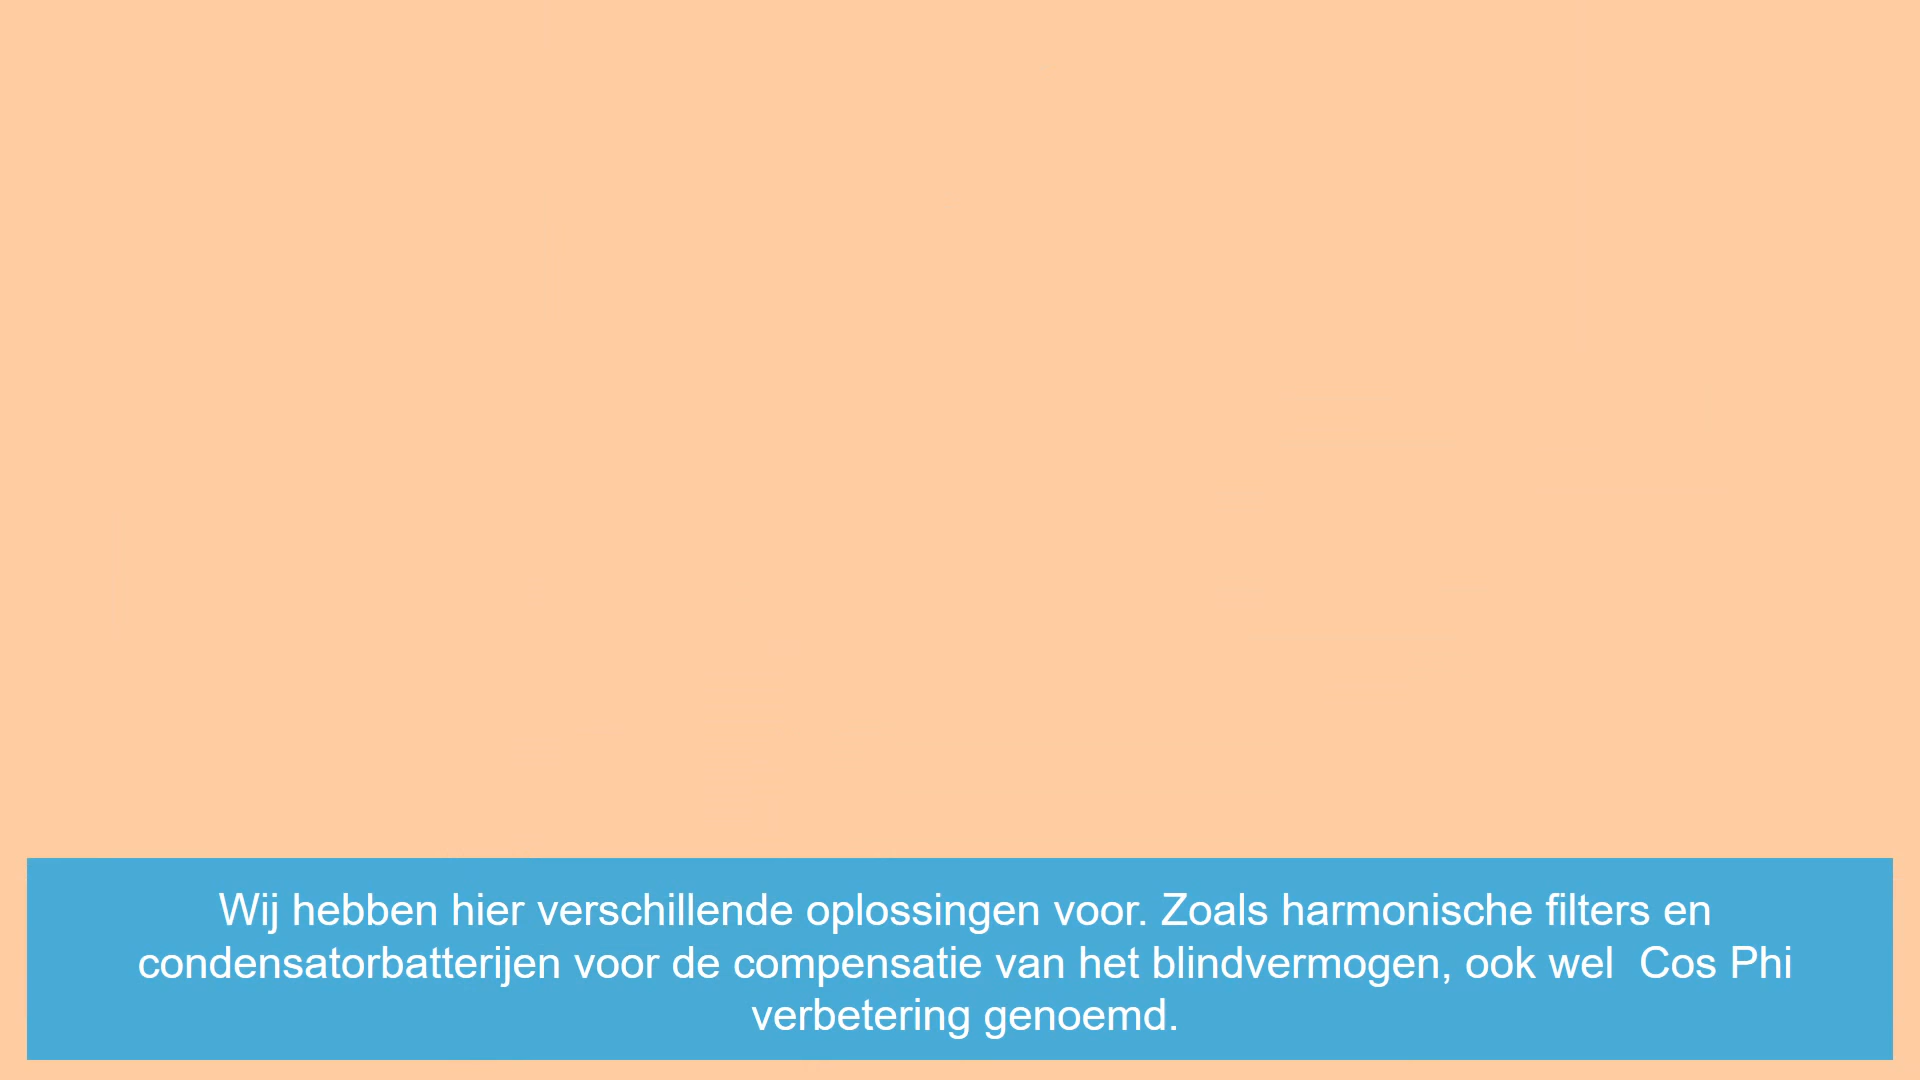 Wij hebben hier verschillende oplossingen voor. Zoals harmonische filters en
condensatorbatterijen voor de compensatie van het blindvermogen, ook wel  Cos Phi
verbetering genoemd.